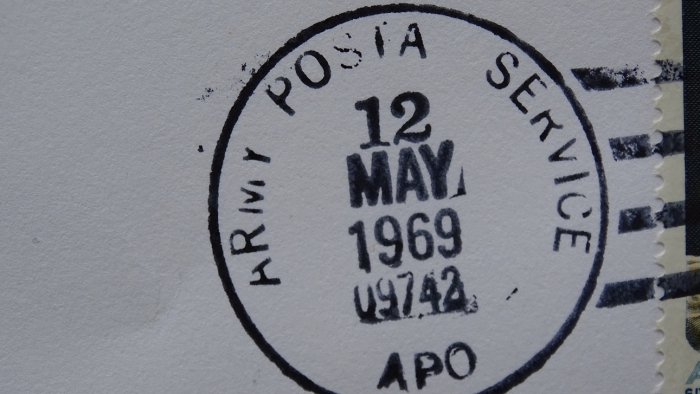 ARMY POSTA SERVICE
12
MAY
1969
09742
APO